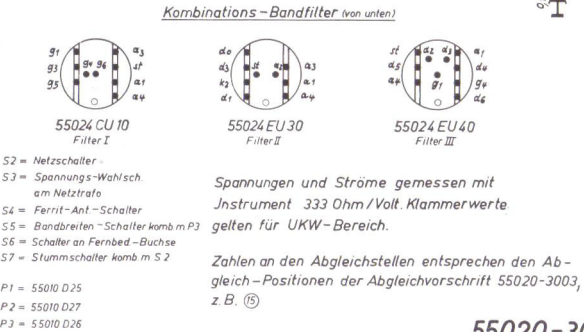 Kombinations-Bandfilter (von unten)
g1 a3
g3 g4 g6 st
g5 a1
a4
55024 CU 10
Filter I
d0
d3 st a2 a3
k2 a1
d1 a4
55024 EU 30
Filter II
st d2 d3 a1
d5 d4
a4 g1 g4
d6
55024 EU 40
Filter III
S2 = Netzschalter
S3 = Spannungs-Wahlsch.
am Netztrafo
S4 = Ferrit-Ant.-Schalter
S5 = Bandbreiten-Schalter komb m P3
S6 = Schalter an Fernbed.-Buchse
S7 = Stummschalter komb m S2
P1 = 55010 D25
P2 = 55010 D27
P3 = 55010 D26
Spannungen und Ströme gemessen mit
Jnstrument 333 Ohm/Volt. Klammerwerte
gelten für UKW-Bereich.
Zahlen an den Abgleichstellen entsprechen den Ab-
gleich-Positionen der Abgleichvorschrift 55020-3003,
z.B. ⑮